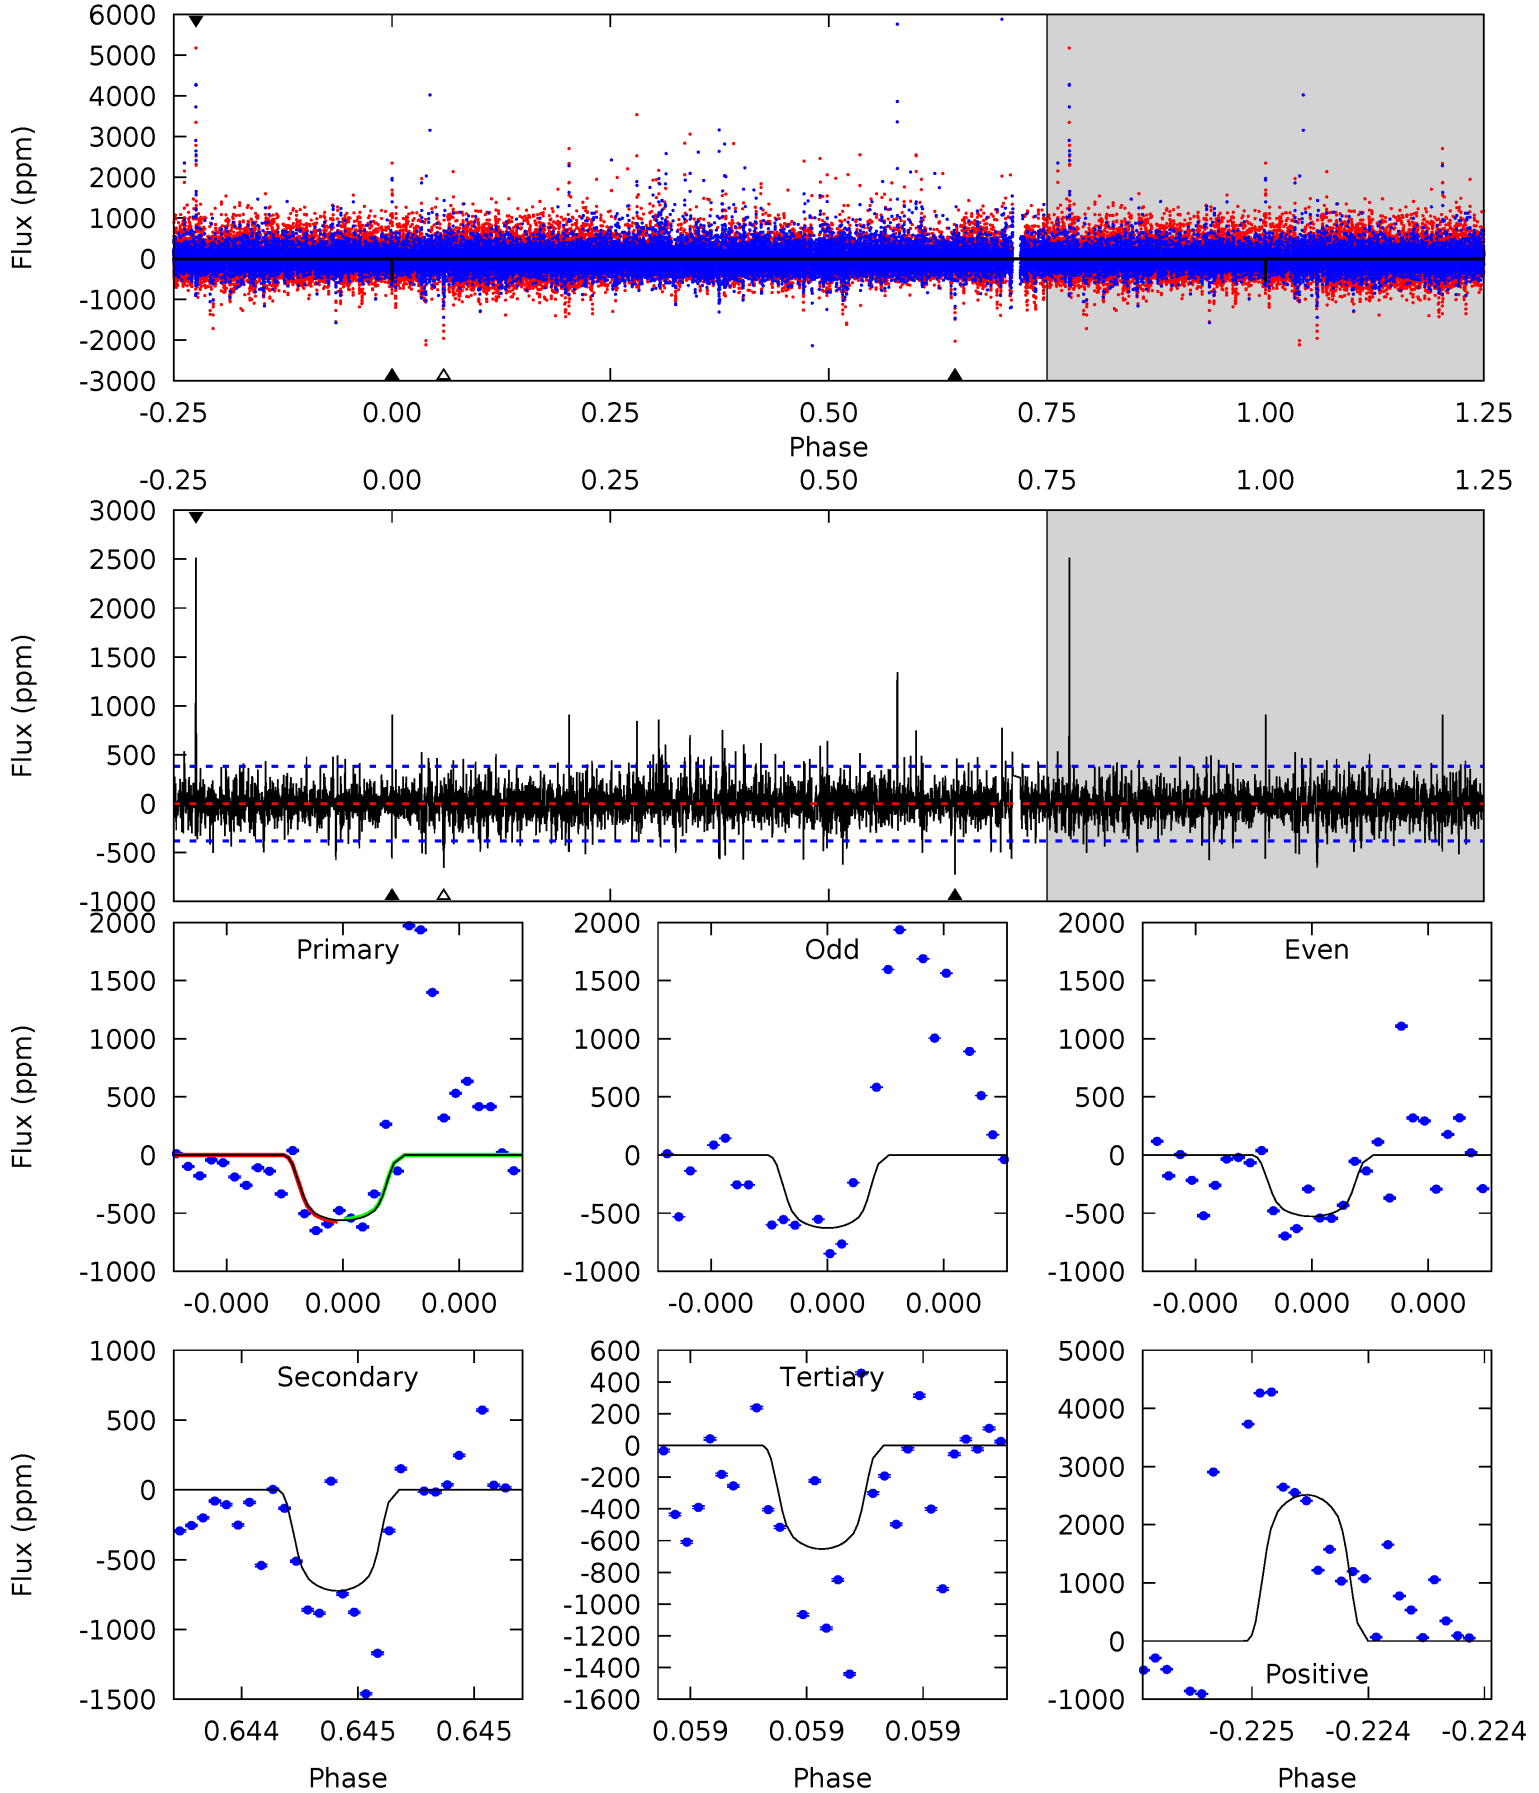 6000
5000
4000
3000
2000
1000
0
-1000
-2000
-3000
Flux (ppm)
-0.25 0.00 0.25 0.50 0.75 1.00 1.25
Phase
-0.25 0.00 0.25 0.50 0.75 1.00 1.25
3000
2500
2000
1500
1000
500
0
-500
-1000
Flux (ppm)
Primary
2000
1500
1000
500
0
-500
-1000
Flux (ppm)
-0.000 0.000 0.000
Odd
2000
1500
1000
500
0
-500
-1000
-0.000 0.000 0.000
Even
2000
1500
1000
500
0
-500
-1000
-0.000 0.000 0.000
Secondary
1000
500
0
-500
-1000
-1500
Flux (ppm)
0.644 0.645 0.645
Phase
Tertiary
600
400
200
0
-200
-400
-600
-800
-1000
-1200
-1400
-1600
0.059 0.059 0.059
Phase
5000
4000
3000
2000
1000
0
-1000
Positive
-0.225 -0.224 -0.224
Phase